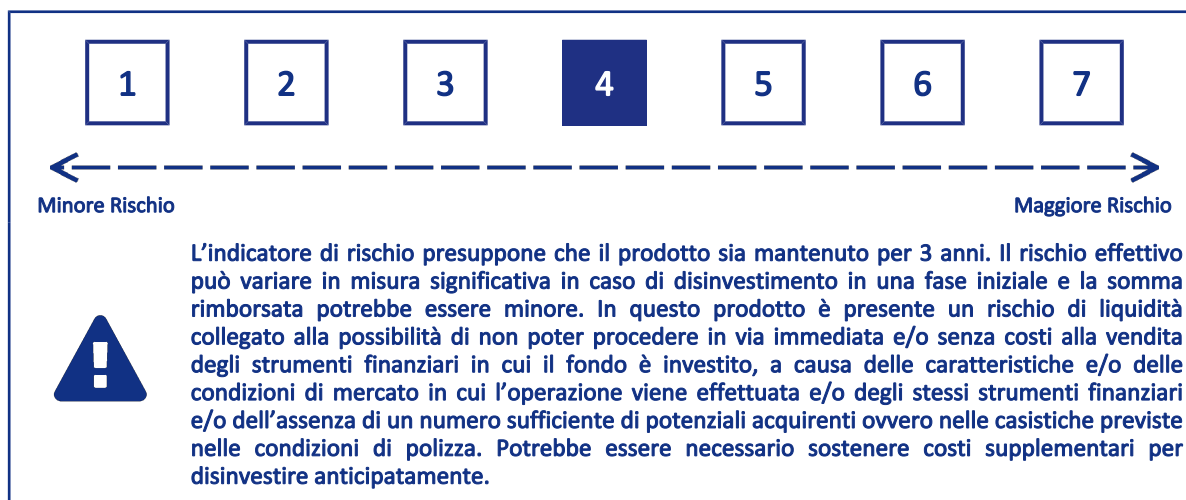 1 2 3 4 5 6 7
Minore Rischio Maggiore Rischio
L’indicatore di rischio presuppone che il prodotto sia mantenuto per 3 anni. Il rischio effettivo
può variare in misura significativa in caso di disinvestimento in una fase iniziale e la somma
rimborsata potrebbe essere minore. In questo prodotto è presente un rischio di liquidità
collegato alla possibilità di non poter procedere in via immediata e/o senza costi alla vendita
degli strumenti finanziari in cui il fondo è investito, a causa delle caratteristiche e/o delle
condizioni di mercato in cui l’operazione viene effettuata e/o degli stessi strumenti finanziari
e/o dell’assenza di un numero sufficiente di potenziali acquirenti ovvero nelle casistiche previste
nelle condizioni di polizza. Potrebbe essere necessario sostenere costi supplementari per
disinvestire anticipatamente.